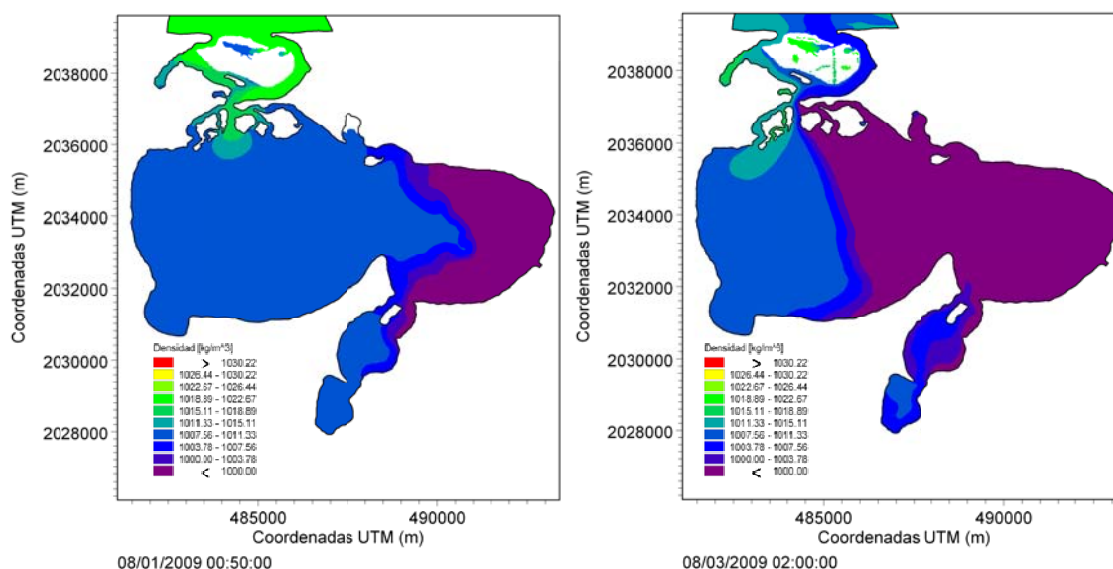 2038000
2036000
2034000
2032000
2030000
2028000
Coordenadas UTM (m)
Densidad [kg/m^3]
> 1030.22
1026.44 - 1030.22
1022.67 - 1026.44
1018.89 - 1022.67
1015.11 - 1018.89
1011.33 - 1015.11
1007.56 - 1011.33
1003.78 - 1007.56
1000.00 - 1003.78
< 1000.00
485000 490000
Coordenadas UTM (m)
08/01/2009 00:50:00
2038000
2036000
2034000
2032000
2030000
2028000
Coordenadas UTM (m)
Densidad [kg/m^3]
> 1030.22
1026.44 - 1030.22
1022.67 - 1026.44
1018.89 - 1022.67
1015.11 - 1018.89
1011.33 - 1015.11
1007.56 - 1011.33
1003.78 - 1007.56
1000.00 - 1003.78
< 1000.00
485000 490000
Coordenadas UTM (m)
08/03/2009 02:00:00